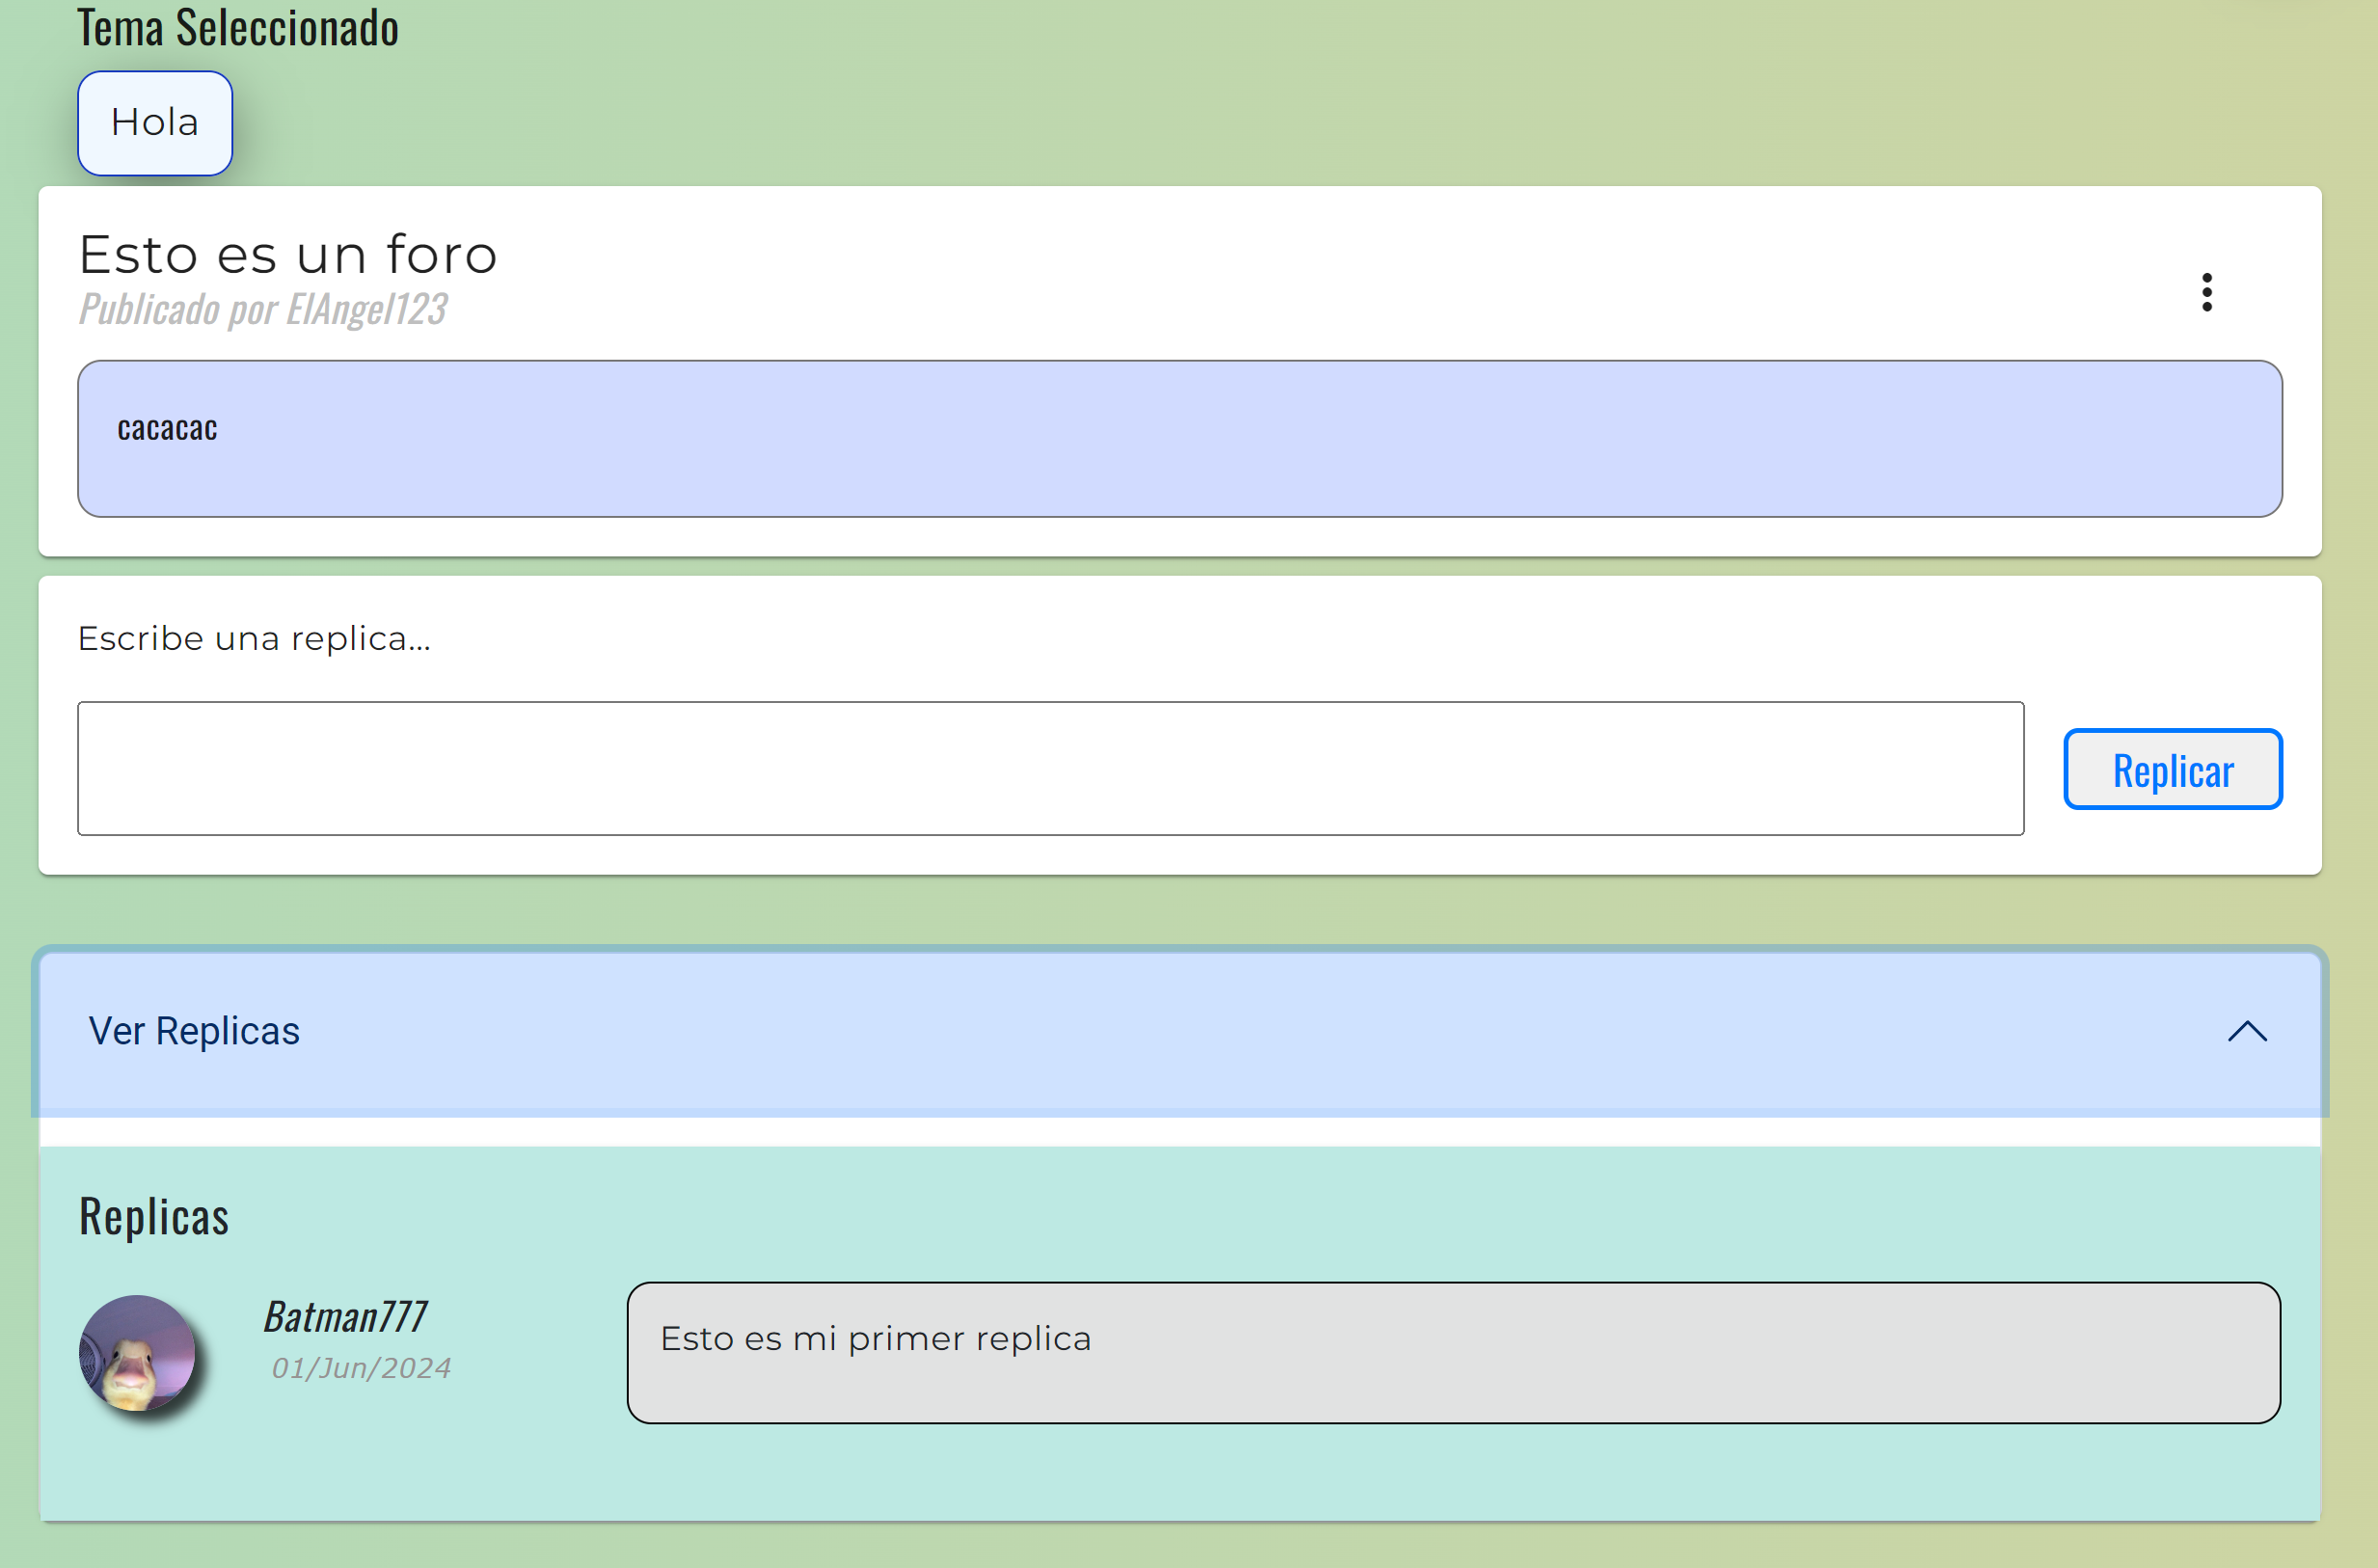 Tema Seleccionado
Hola
Esto es un foro
Publicado por ElAngel123
cacacac
Escribe una replica...
Replicar
Ver Replicas
Replicas
Batman777
01/Jun/2024
Esto es mi primer replica